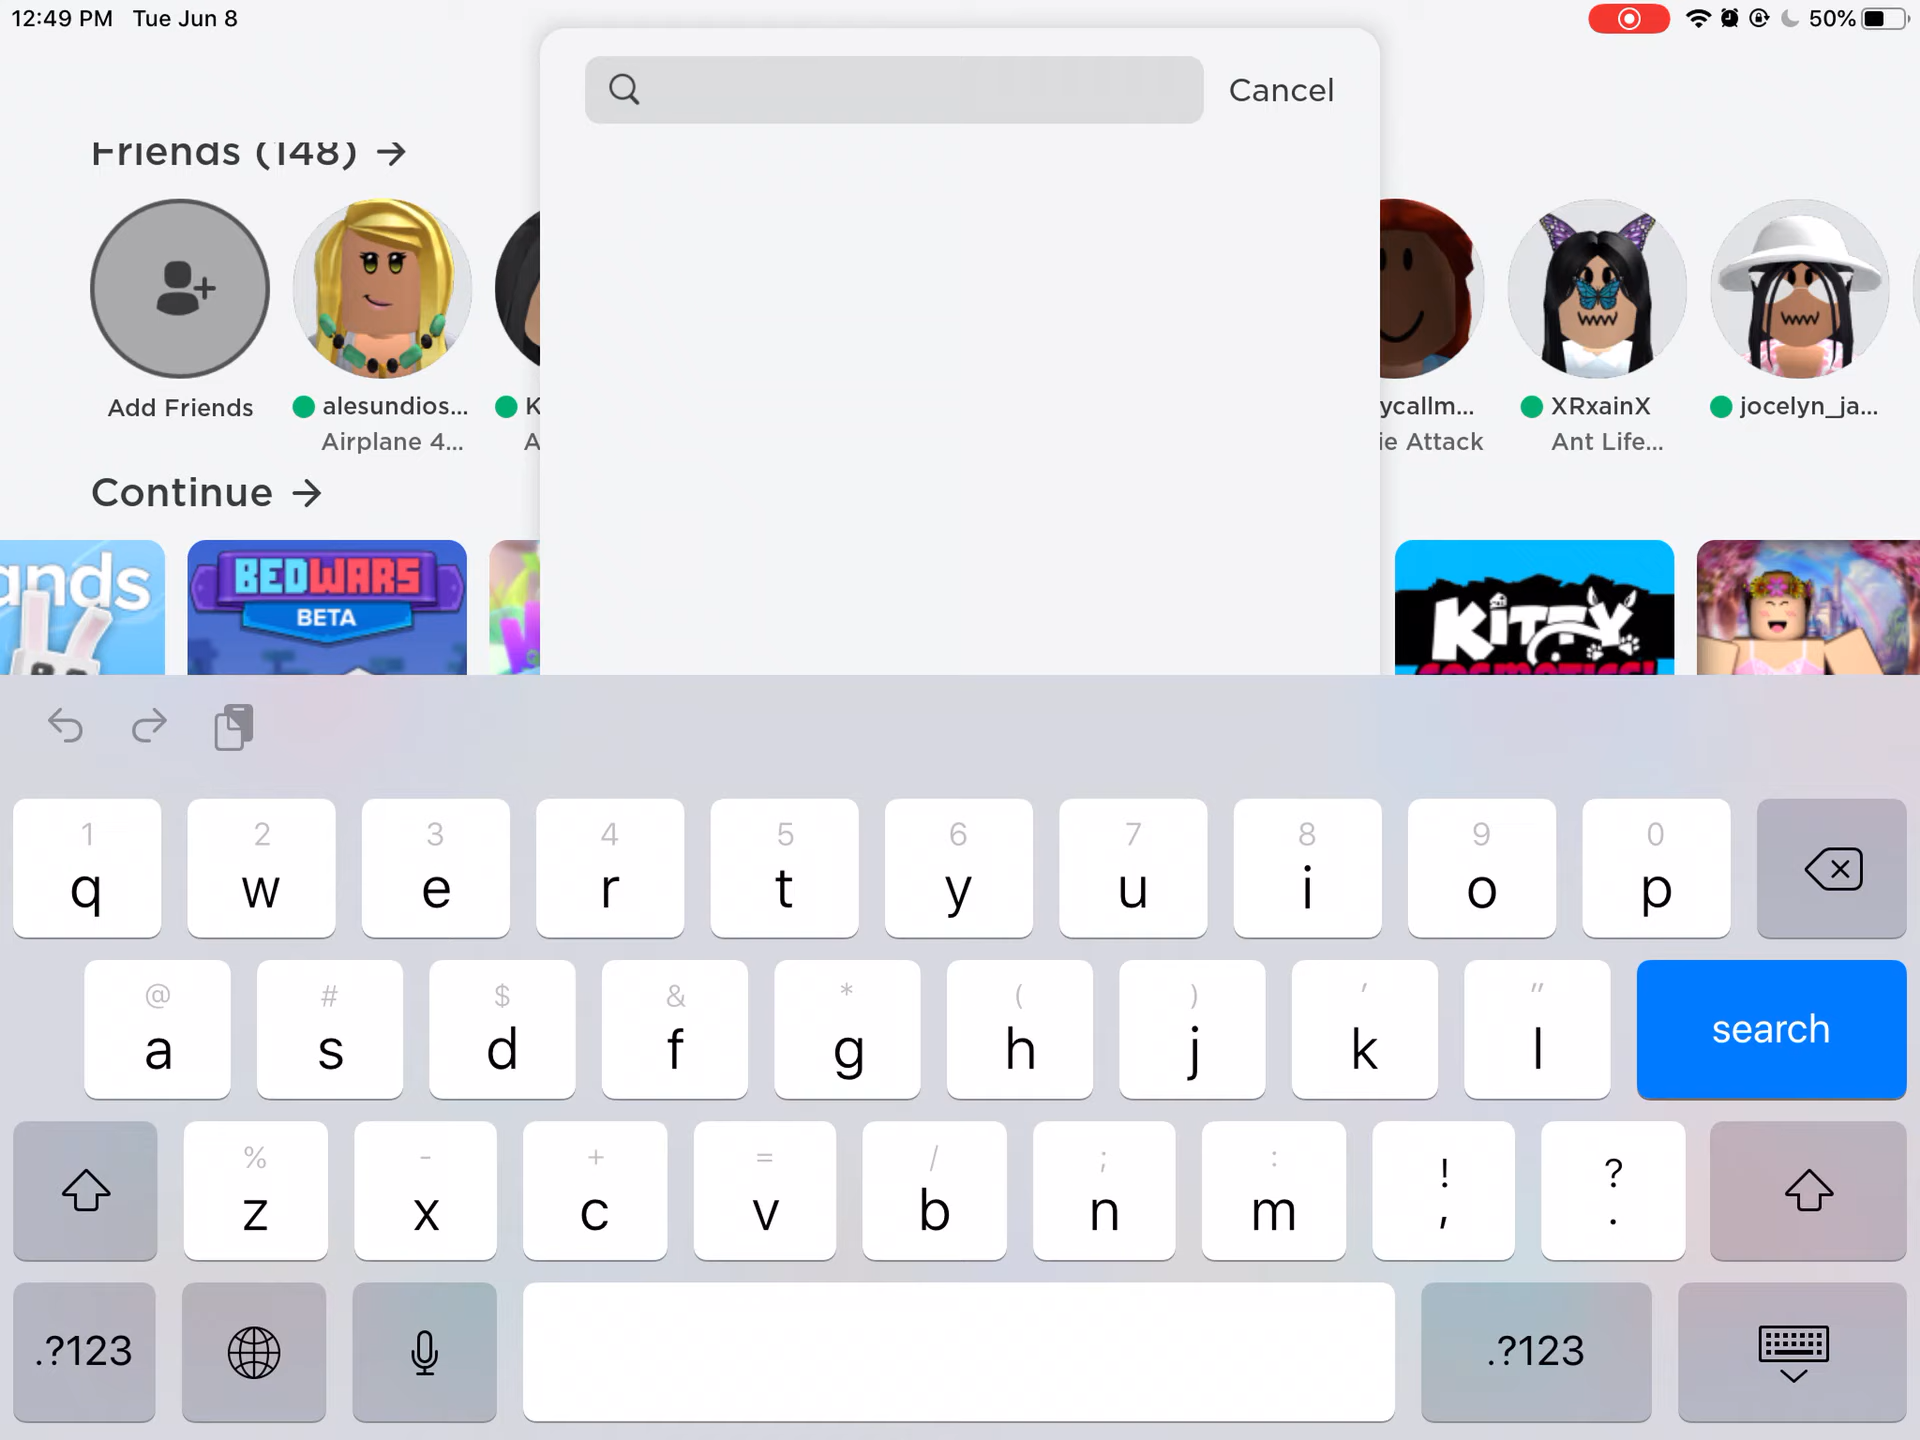 12:49 PM Tue Jun 8
50%
Cancel
Friends (148) →
Add Friends
alesundios...
Airplane 4...
K
A
ycallm...
ie Attack
XRxainX
Ant Life...
jocelyn_ja...
Continue →
ands
BEDWARS
BETA
KITTY
COSMETICS!
1 2 3 4 5 6 7 8 9 0
q w e r t y u i o p
@ # $ & * ( ) ′ ″
a s d f g h j k l search
% - + = / ; : ! ?
z x c v b n m , .
.?123 .?123